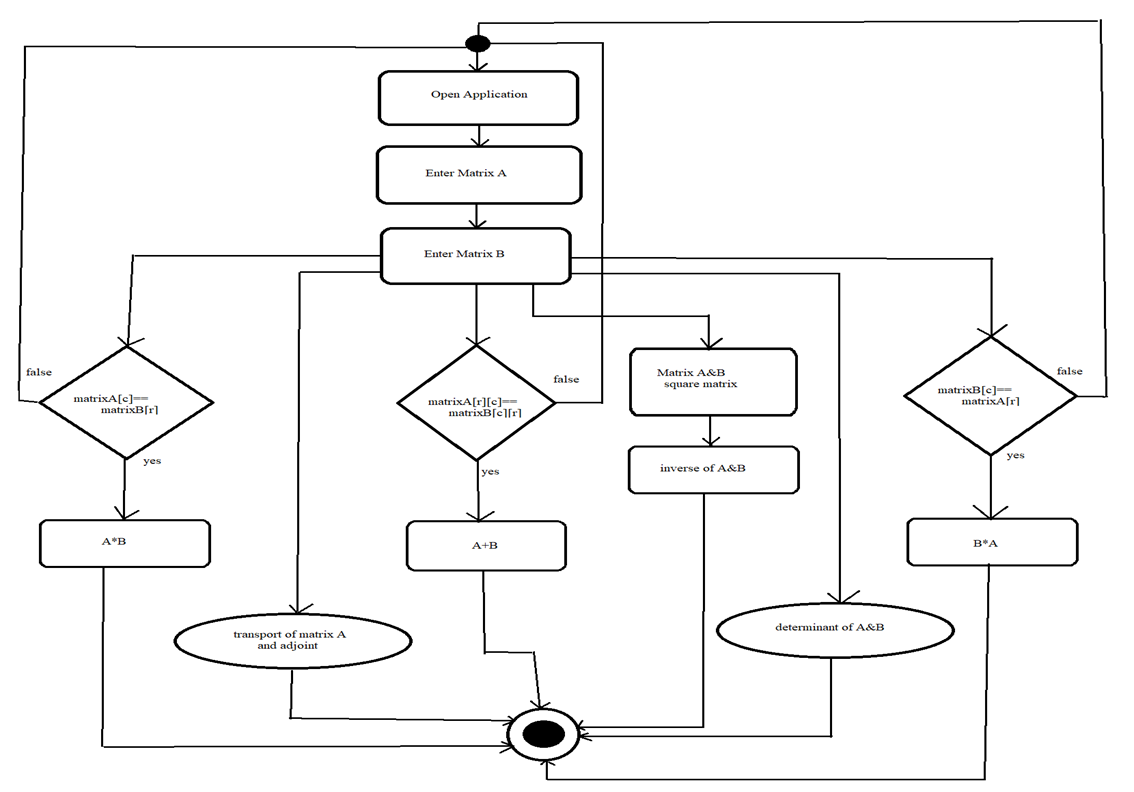 Open Application
Enter Matrix A
Enter Matrix B
false
matrixA[c]==
matrixB[r]
yes
A*B
transport of matrix A
and adjoint
false
matrixA[r][c]==
matrixB[c][r]
yes
A+B
Matrix A&B
square matrix
inverse of A&B
determinant of A&B
false
matrixB[c]==
matrixA[r]
yes
B*A